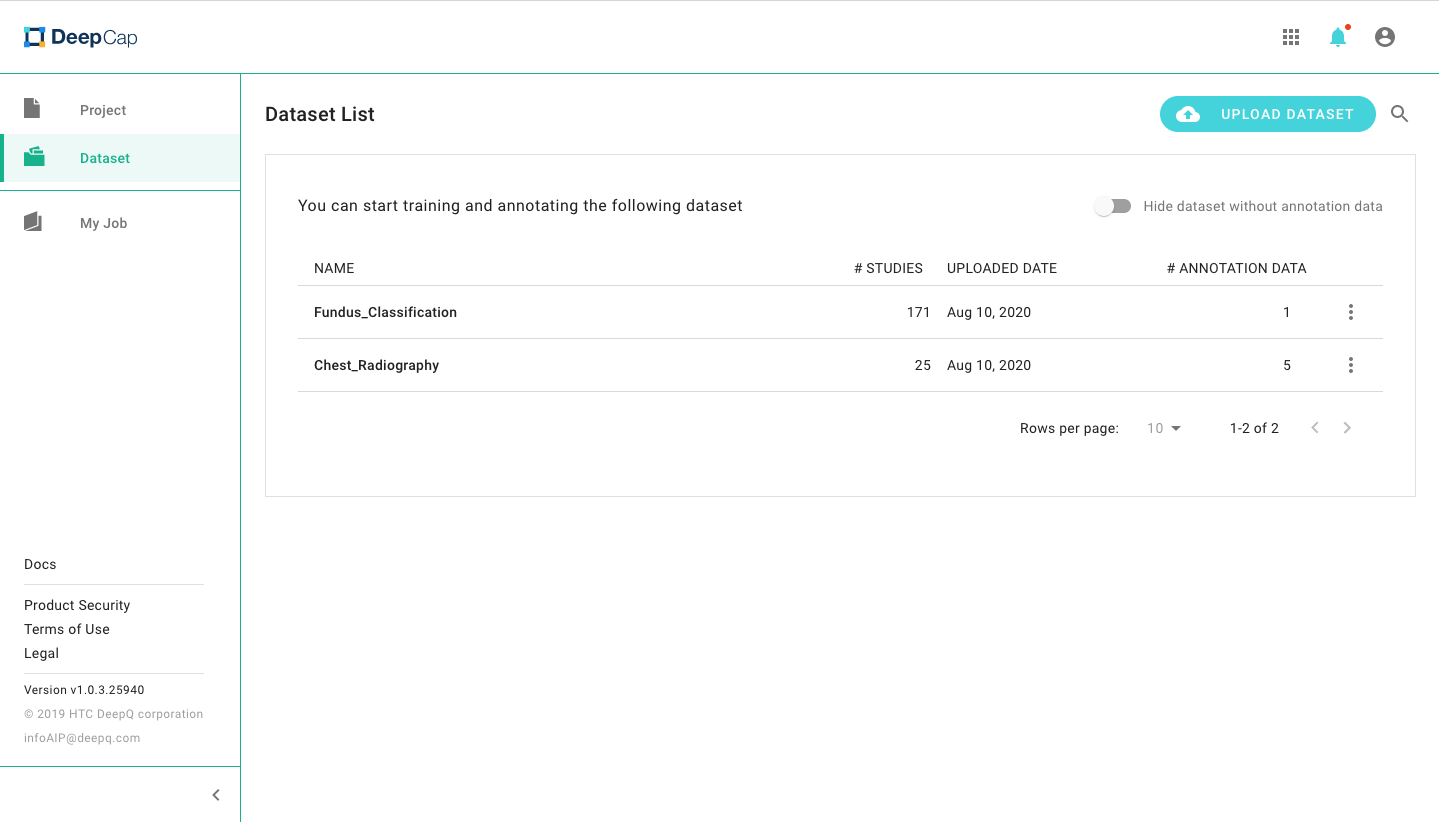 DeepCap
Project
Dataset
My Job
Docs
Product Security
Terms of Use
Legal
Version v1.0.3.25940
© 2019 HTC DeepQ corporation
infoAIP@deepq.com
Dataset List
UPLOAD DATASET
You can start training and annotating the following dataset
Hide dataset without annotation data
NAME # STUDIES UPLOADED DATE # ANNOTATION DATA
Fundus_Classification 171 Aug 10, 2020 1
Chest_Radiography 25 Aug 10, 2020 5
Rows per page: 10 1-2 of 2